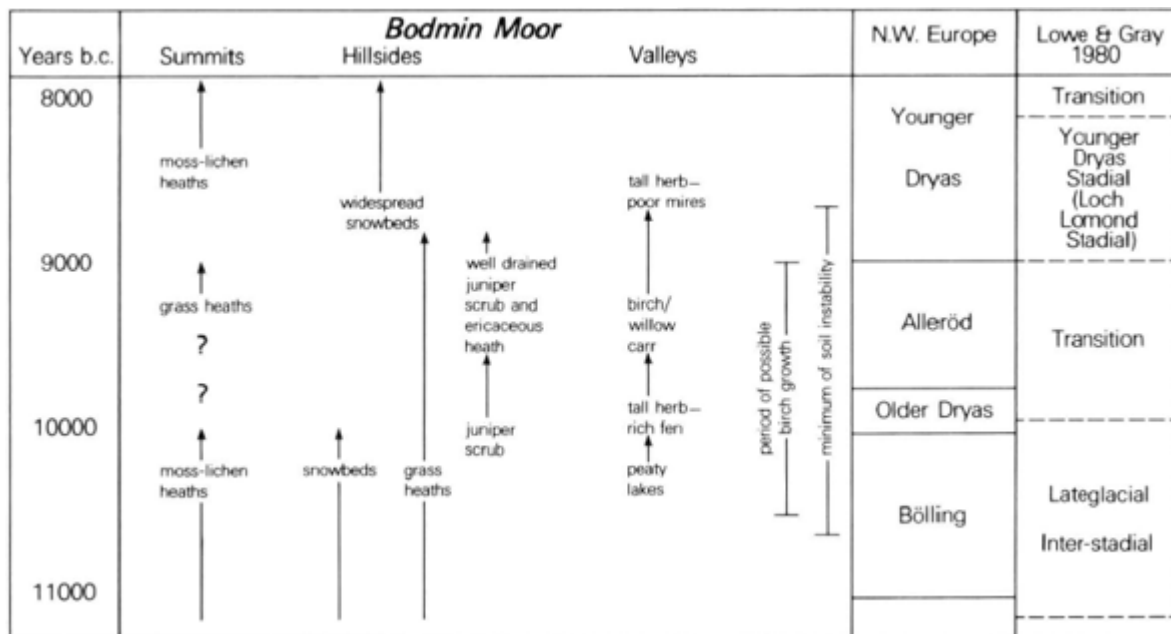 Bodmin Moor
Years b.c.
Summits
Hillsides
Valleys
N.W. Europe
Lowe & Gray
1980
8000
9000
10000
11000
moss-lichen
heaths
grass heaths
?
?
moss-lichen
heaths
widespread
snowbeds
snowbeds
grass
heaths
well drained
juniper
scrub and
ericaceous
heath
juniper
scrub
tall herb—
poor mires
birch/
willow
carr
tall herb—
rich fen
peaty
lakes
period of possible
birch growth
minimum of soil instability
Younger
Dryas
Alleröd
Older Dryas
Bölling
Transition
Younger
Dryas
Stadial
(Loch
Lomond
Stadial)
Transition
Lateglacial
Inter-stadial